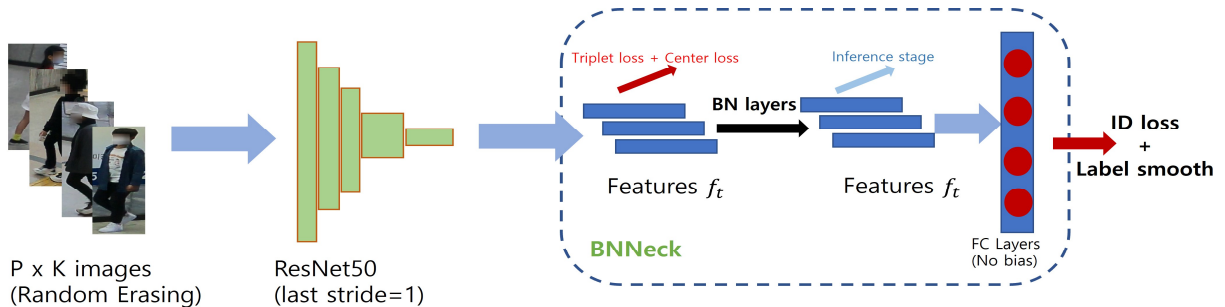 Triplet loss + Center loss
Inference stage
BN layers
Features f_t
Features f_t
ID loss
+
Label smooth
BNNeck
FC Layers
(No bias)
P x K images
(Random Erasing)
ResNet50
(last stride=1)